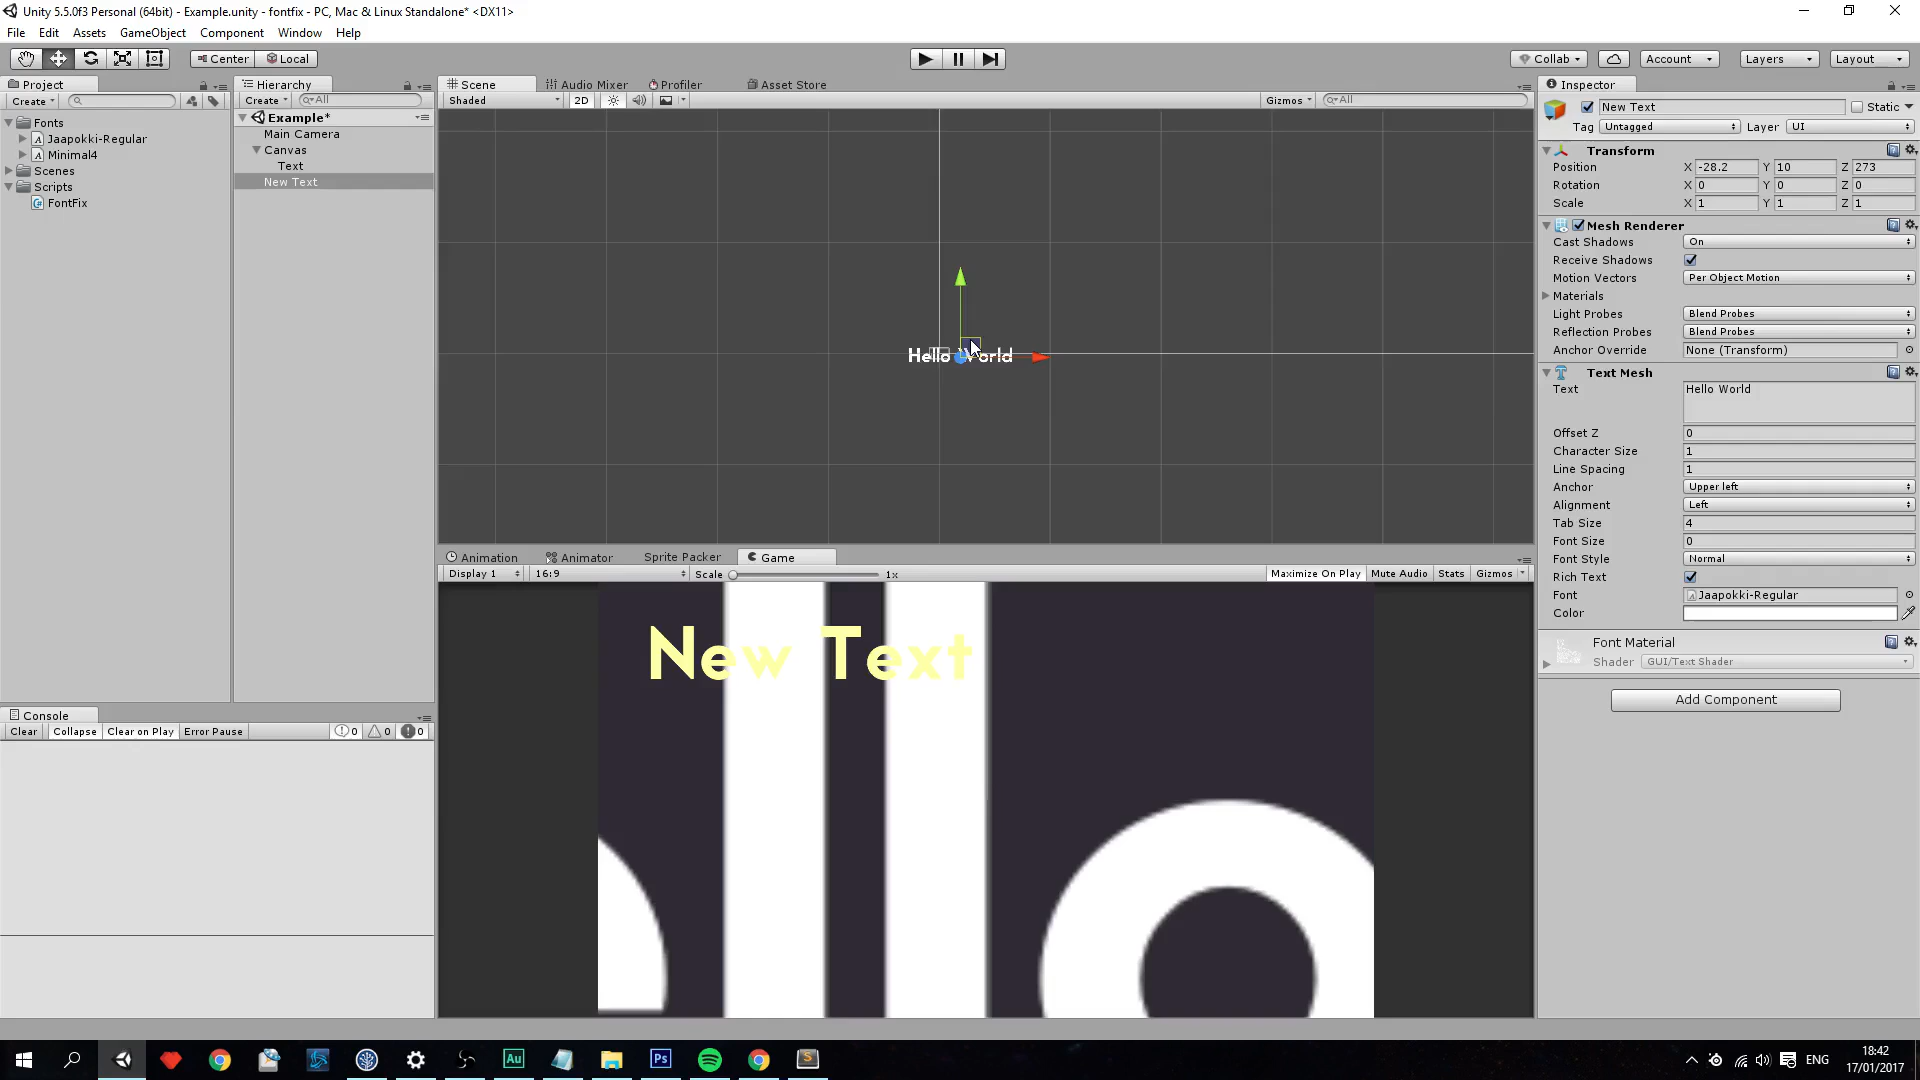 Unity 5.5.0f3 Personal (64bit) - Example.unity - fontfix - PC, Mac & Linux Standalone* <DX11>
File Edit Assets GameObject Component Window Help
Center Local
Collab Account Layers Layout
Project
Create
Fonts
Jaapokki-Regular
Minimal4
Scenes
Scripts
FontFix
Hierarchy
Create All
Example*
Main Camera
Canvas
Text
New Text
Scene Audio Mixer Profiler Asset Store
Shaded 2D Gizmos All
Hello World
Animation Animator Sprite Packer Game
Display 1 16:9 Scale 1x Maximize On Play Mute Audio Stats Gizmos
New Text
llo
Console
Clear Collapse Clear on Play Error Pause 0 0 0
Inspector
New Text Static
Tag Untagged Layer UI
Transform
Position X -28.2 Y 10 Z 273
Rotation X 0 Y 0 Z 0
Scale X 1 Y 1 Z 1
Mesh Renderer
Cast Shadows On
Receive Shadows
Motion Vectors Per Object Motion
Materials
Light Probes Blend Probes
Reflection Probes Blend Probes
Anchor Override None (Transform)
Text Mesh
Text Hello World
Offset Z 0
Character Size 1
Line Spacing 1
Anchor Upper left
Alignment Left
Tab Size 4
Font Size 0
Font Style Normal
Rich Text
Font Jaapokki-Regular
Color
Font Material
Shader GUI/Text Shader
Add Component
Au Ps S
ENG 18:42
17/01/2017